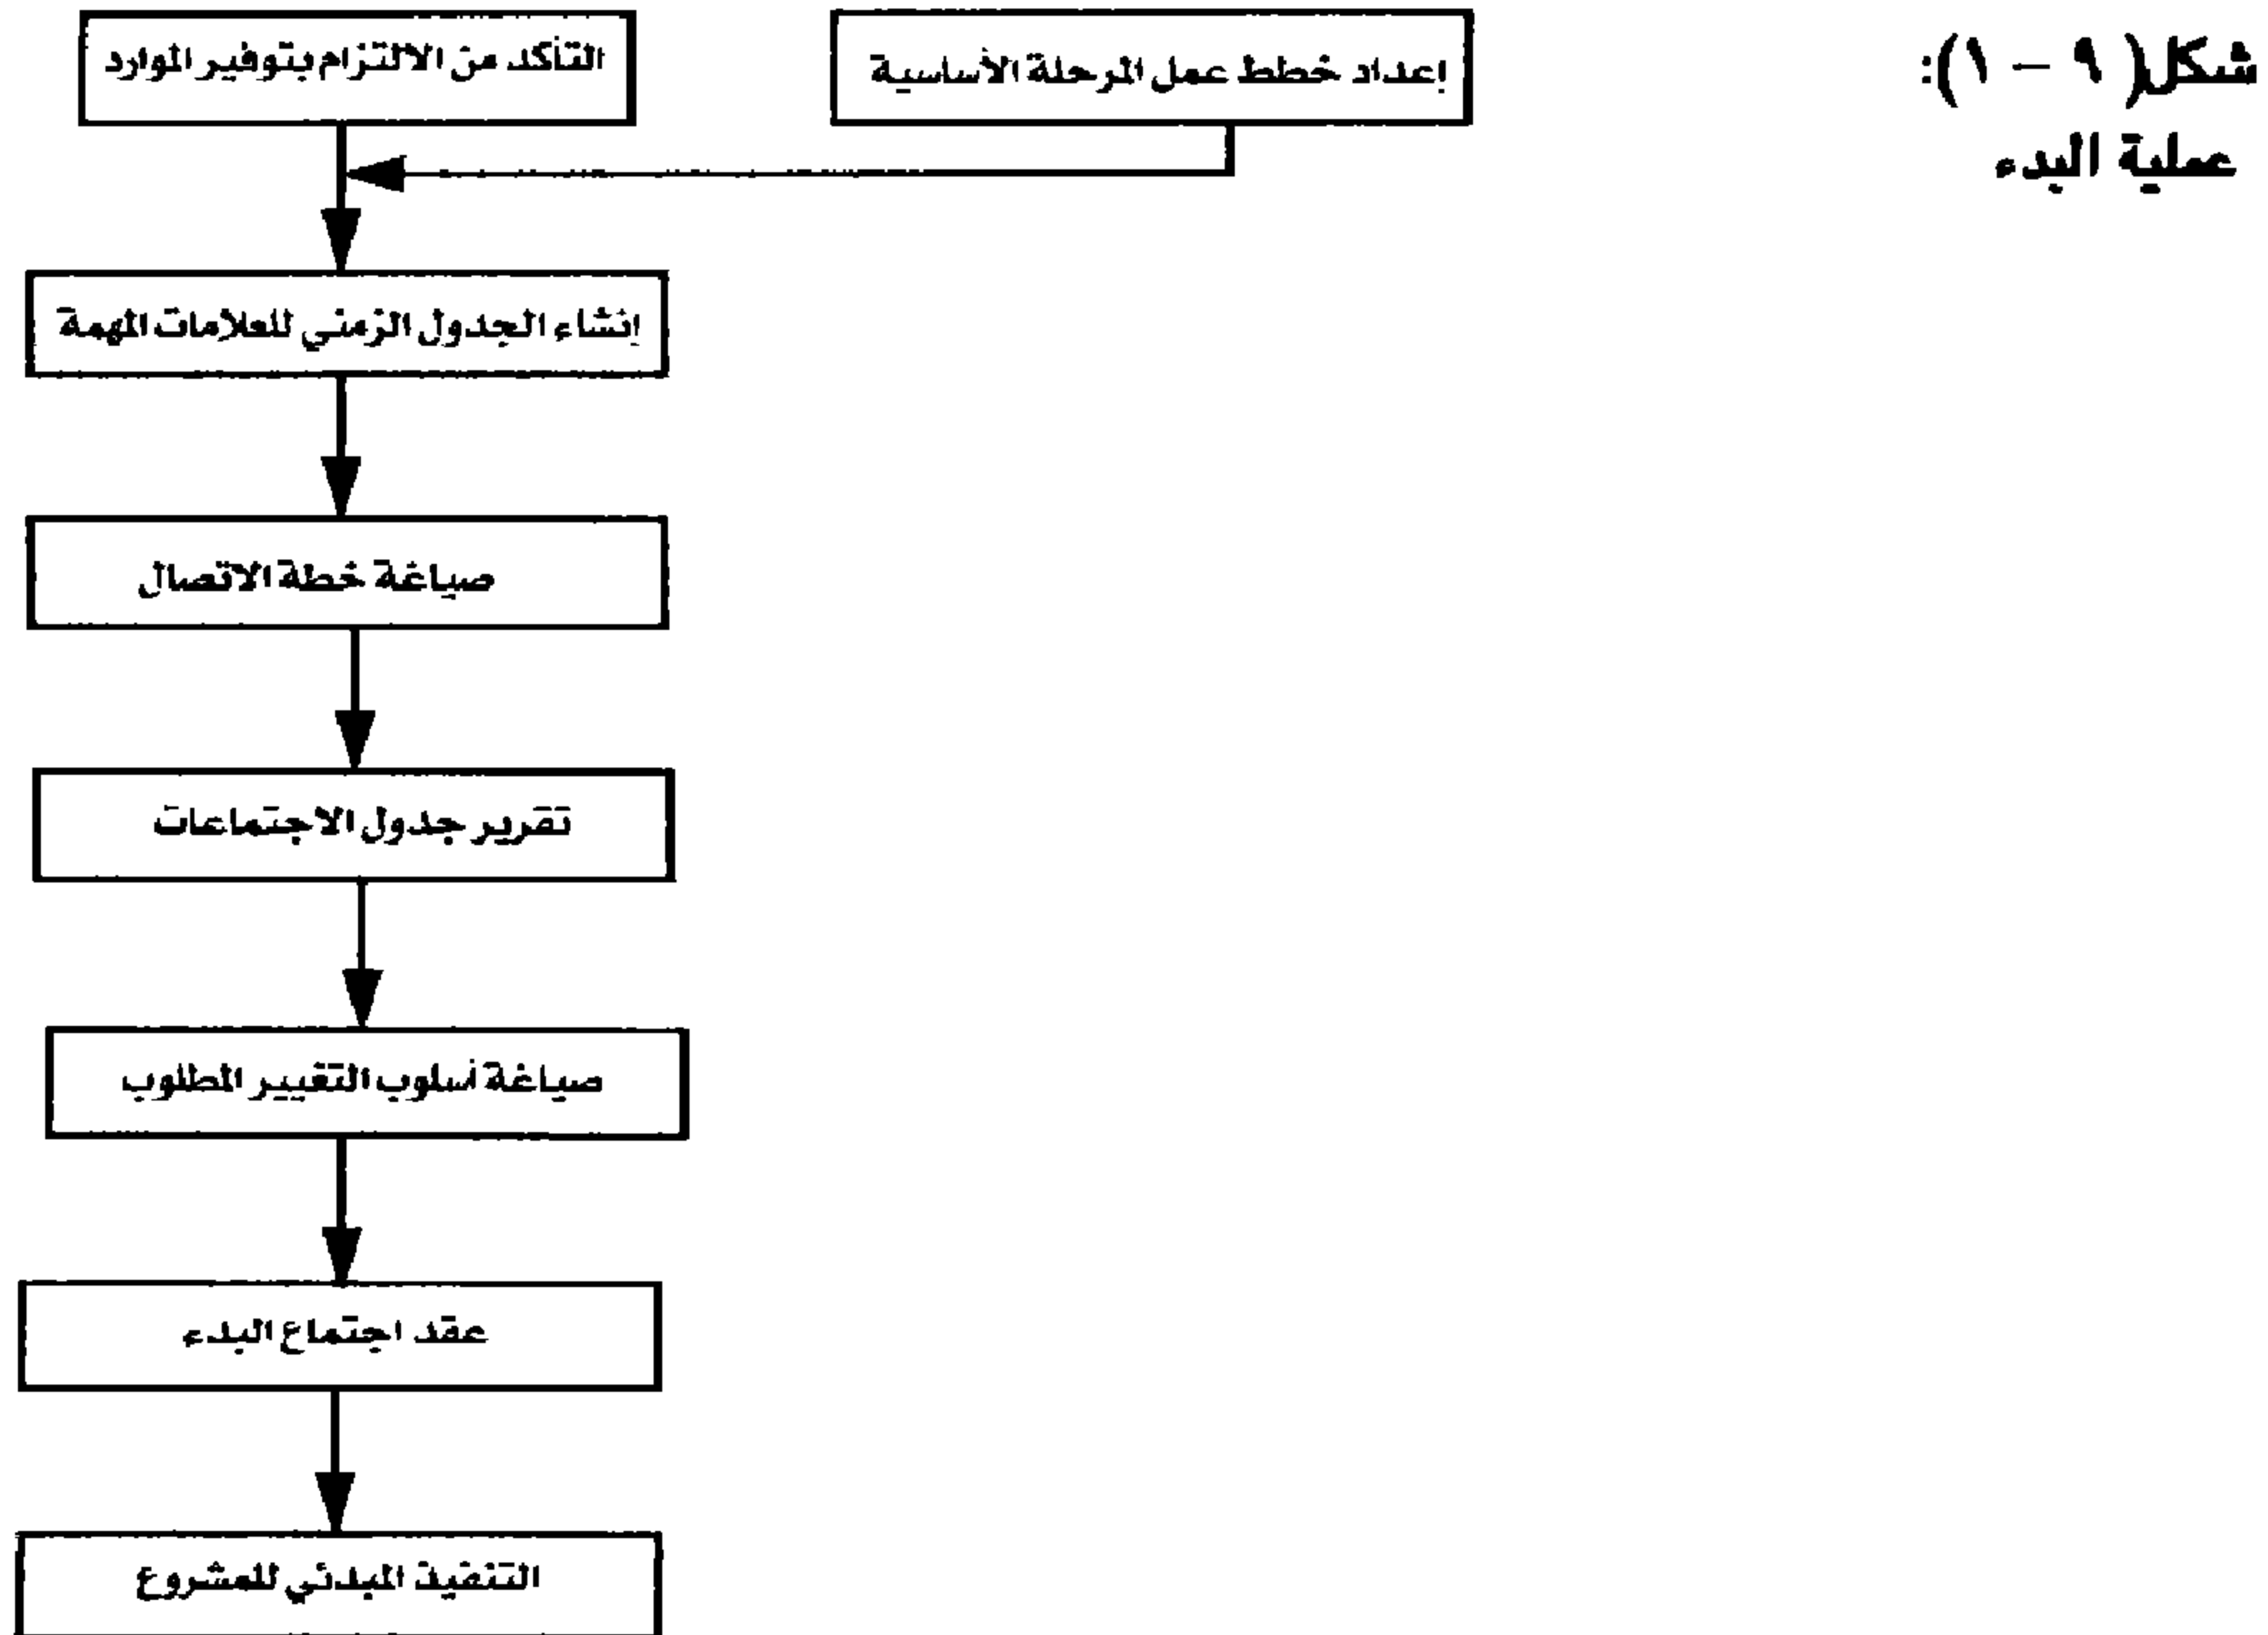 شكل( ٩ – ١):
عملية البدء
إعداد خطط عمل المرحلة الأساسية
التأكد من الالتزام بتوفير الموارد
إنشاء الجدول الزمني للعلامات المهمة
صياغة خطة الاتصال
تقرير جدول الاجتماعات
صياغة أسلوب التغيير المطلوب
عقد اجتماع البدء
التنفيذ المبدئي للمشروع